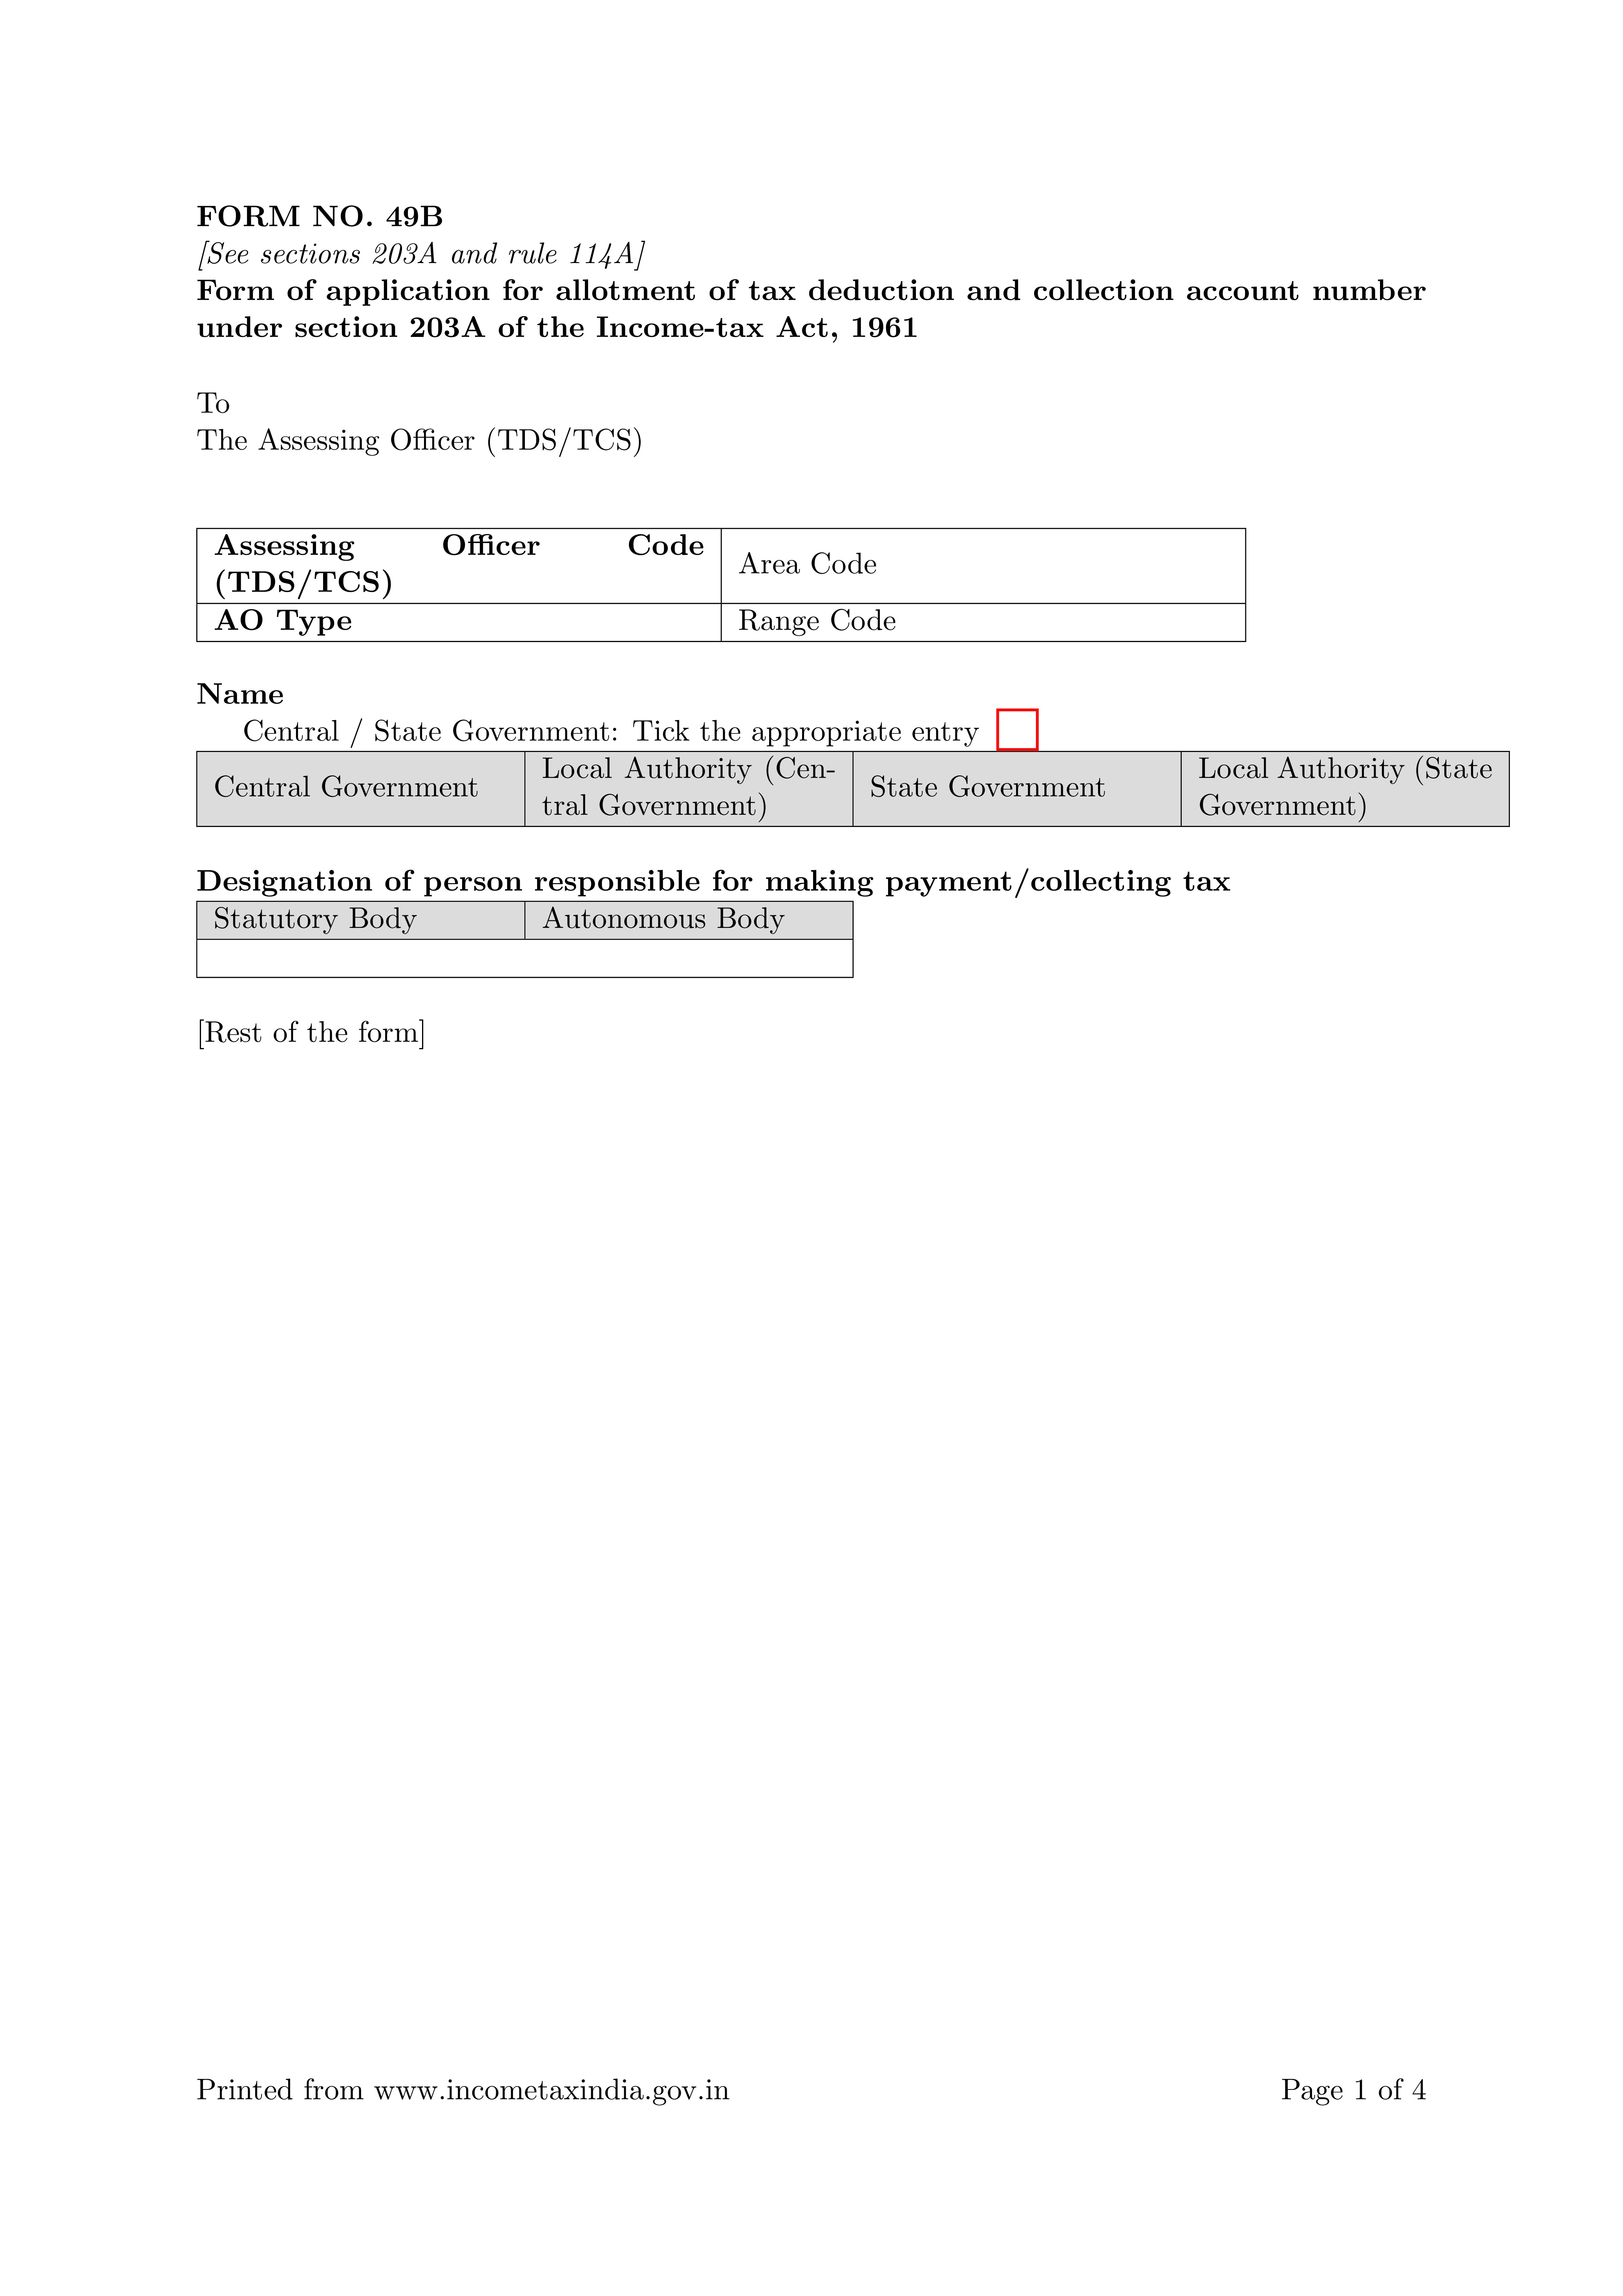 FORM NO. 49B
[See sections 203A and rule 114A]
Form of application for allotment of tax deduction and collection account number
under section 203A of the Income-tax Act, 1961
To
The Assessing Officer (TDS/TCS)
Assessing Officer Code
(TDS/TCS)
Area Code
AO Type
Range Code
Name
Central / State Government: Tick the appropriate entry
Central Government
Local Authority (Cen-
tral Government)
State Government
Local Authority (State
Government)
Designation of person responsible for making payment/collecting tax
Statutory Body
Autonomous Body
[Rest of the form]
Printed from www.incometaxindia.gov.in
Page 1 of 4